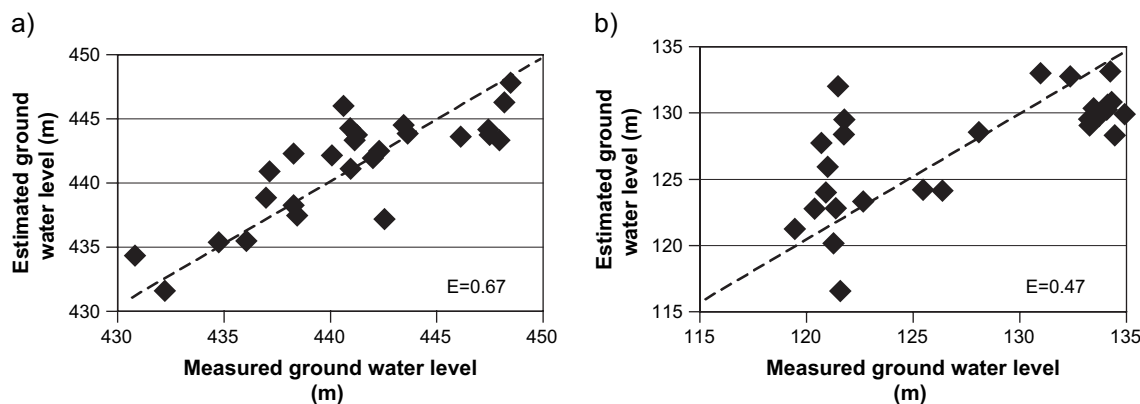 a)
450
445
440
435
430
Estimated ground
water level (m)
E=0.67
430 435 440 445 450
Measured ground water level
(m)
b)
135
130
125
120
115
Estimated ground
water level (m)
E=0.47
115 120 125 130 135
Measured ground water level
(m)